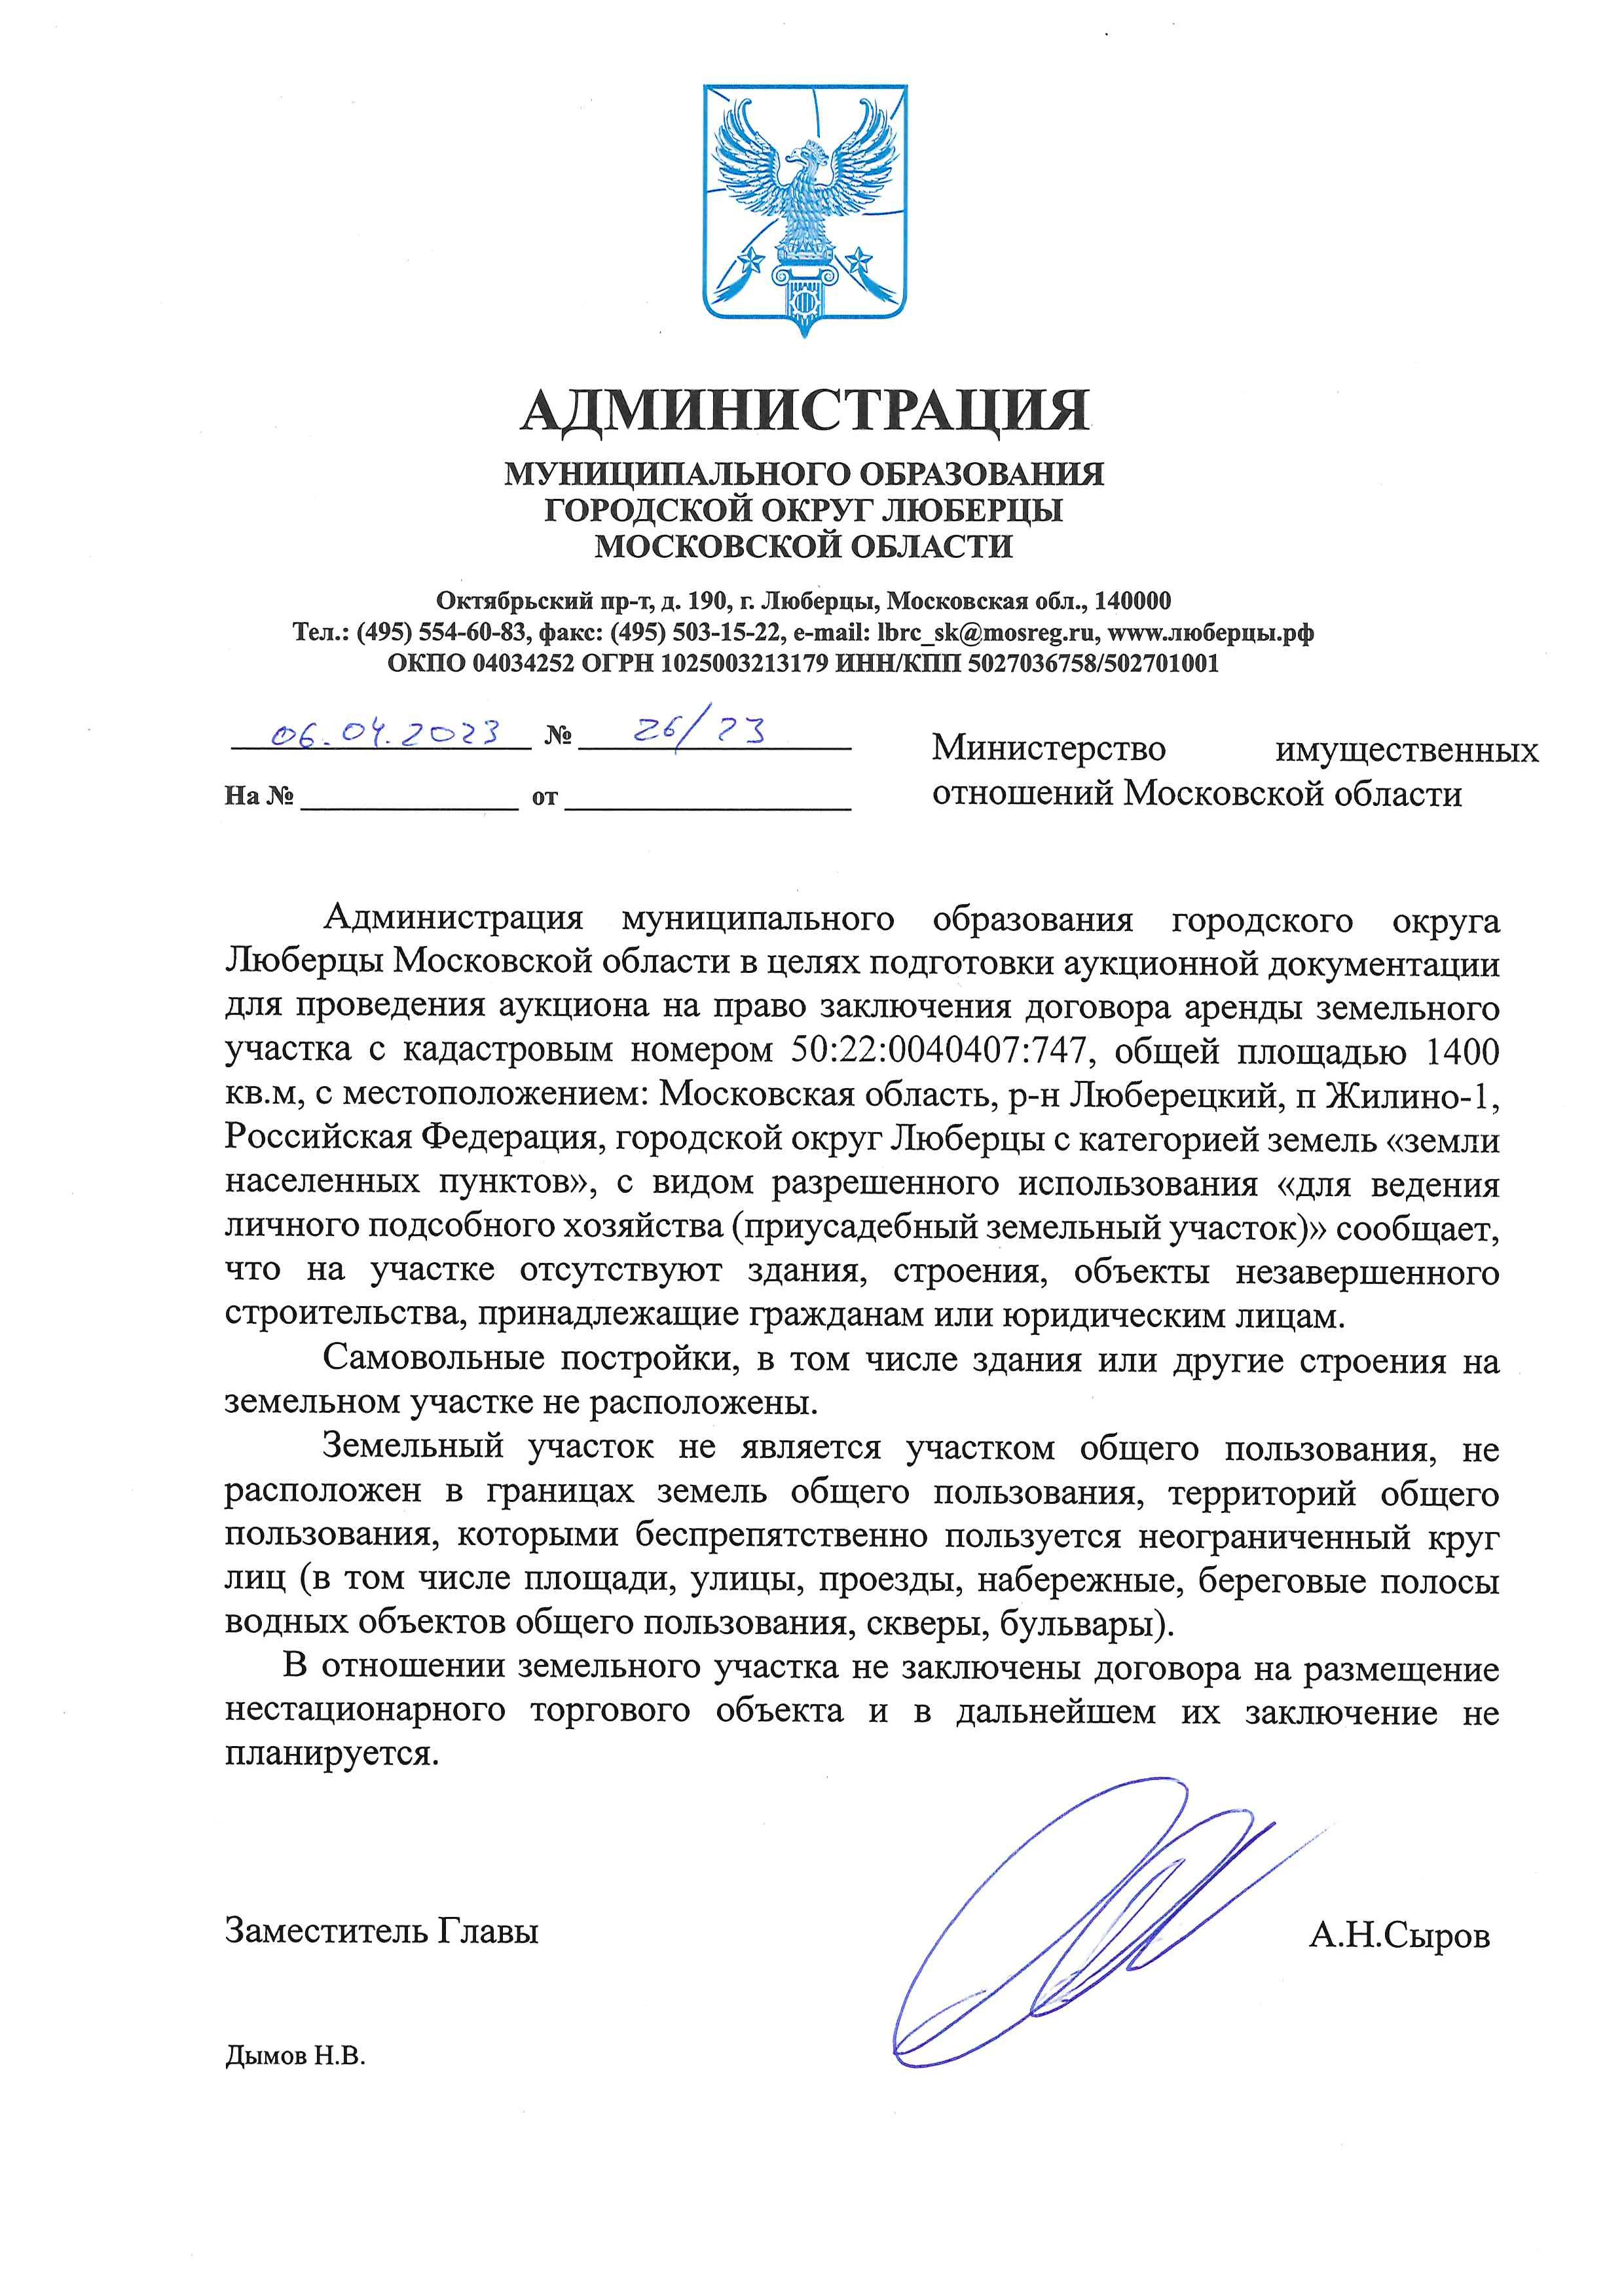 АДМИНИСТРАЦИЯ
МУНИЦИПАЛЬНОГО ОБРАЗОВАНИЯ
ГОРОДСКОЙ ОКРУГ ЛЮБЕРЦЫ
МОСКОВСКОЙ ОБЛАСТИ
Октябрьский пр-т, д. 190, г. Люберцы, Московская обл., 140000
Тел.: (495) 554-60-83, факс: (495) 503-15-22, e-mail: lbrc_sk@mosreg.ru, www.люберцы.рф
ОКПО 04034252 ОГРН 1025003213179 ИНН/КПП 5027036758/502701001
06.04.2023 № 26/23
На № от
Министерство имущественных
отношений Московской области
Администрация муниципального образования городского округа
Люберцы Московской области в целях подготовки аукционной документации
для проведения аукциона на право заключения договора аренды земельного
участка с кадастровым номером 50:22:0040407:747, общей площадью 1400
кв.м, с местоположением: Московская область, р-н Люберецкий, п Жилино-1,
Российская Федерация, городской округ Люберцы с категорией земель «земли
населенных пунктов», с видом разрешенного использования «для ведения
личного подсобного хозяйства (приусадебный земельный участок)» сообщает,
что на участке отсутствуют здания, строения, объекты незавершенного
строительства, принадлежащие гражданам или юридическим лицам.
Самовольные постройки, в том числе здания или другие строения на
земельном участке не расположены.
Земельный участок не является участком общего пользования, не
расположен в границах земель общего пользования, территорий общего
пользования, которыми беспрепятственно пользуется неограниченный круг
лиц (в том числе площади, улицы, проезды, набережные, береговые полосы
водных объектов общего пользования, скверы, бульвары).
В отношении земельного участка не заключены договора на размещение
нестационарного торгового объекта и в дальнейшем их заключение не
планируется.
Заместитель Главы А.Н.Сыров
Дымов Н.В.